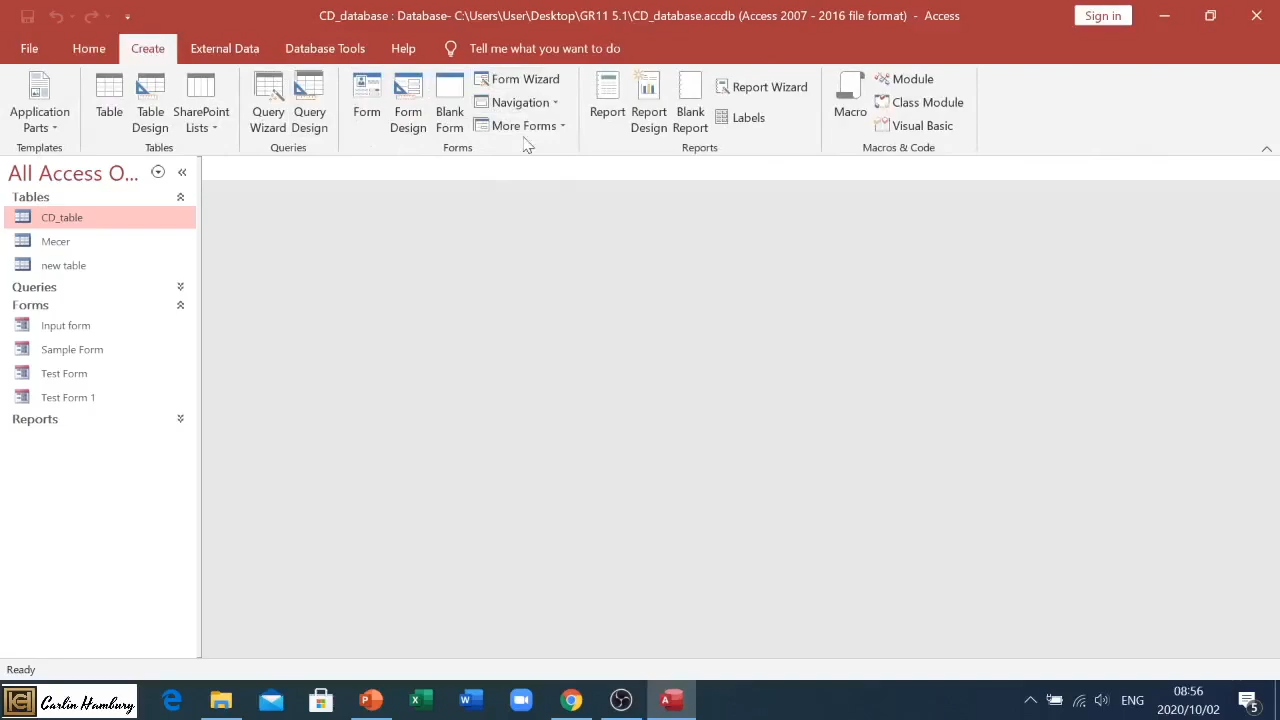 CD_database : Database- C:\Users\User\Desktop\GR11 5.1\CD_database.accdb (Access 2007 - 2016 file format) - Access
Sign in
File Home Create External Data Database Tools Help Tell me what you want to do
Application Parts
Table
Table Design
SharePoint Lists
Query Wizard
Query Design
Form
Form Design
Blank Form
Form Wizard
Navigation
More Forms
Report
Report Design
Blank Report
Report Wizard
Labels
Macro
Module
Class Module
Visual Basic
Templates Tables Queries Forms Reports Macros & Code
All Access O...
Tables
CD_table
Mecer
new table
Queries
Forms
Input form
Sample Form
Test Form
Test Form 1
Reports
Ready
Carlin Hambury
ENG
08:56
2020/10/02
5